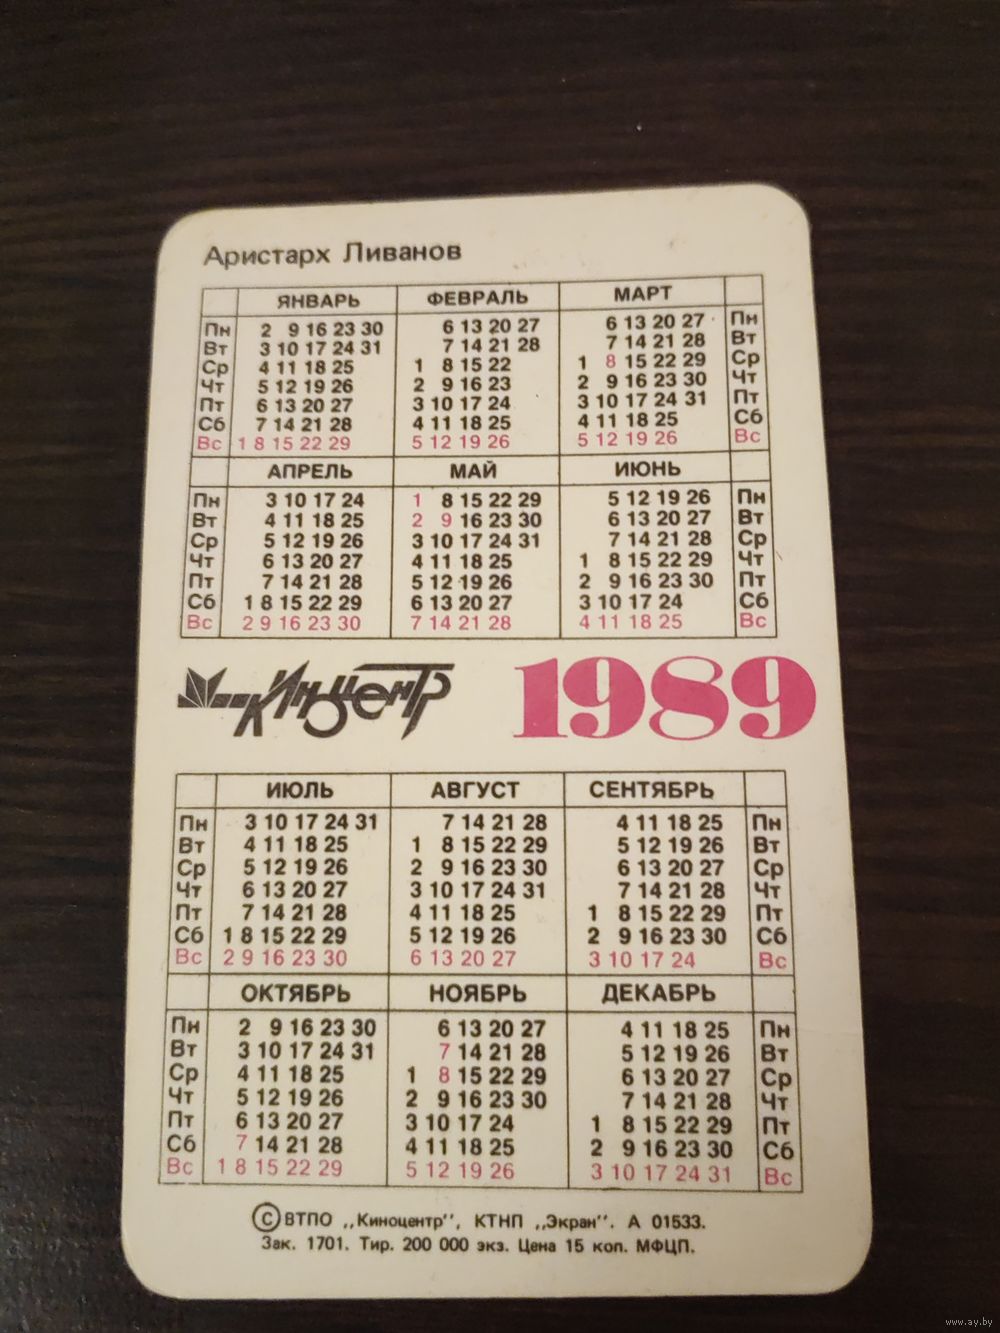 Аристарх Ливанов
ЯНВАРЬ ФЕВРАЛЬ МАРТ
Пн 2 9 16 23 30 6 13 20 27 6 13 20 27 Пн
Вт 3 10 17 24 31 7 14 21 28 7 14 21 28 Вт
Ср 4 11 18 25 1 8 15 22 1 8 15 22 29 Ср
Чт 5 12 19 26 2 9 16 23 2 9 16 23 30 Чт
Пт 6 13 20 27 3 10 17 24 3 10 17 24 31 Пт
Сб 7 14 21 28 4 11 18 25 4 11 18 25 Сб
Вс 1 8 15 22 29 5 12 19 26 5 12 19 26 Вс
АПРЕЛЬ МАЙ ИЮНЬ
Пн 3 10 17 24 1 8 15 22 29 5 12 19 26 Пн
Вт 4 11 18 25 2 9 16 23 30 6 13 20 27 Вт
Ср 5 12 19 26 3 10 17 24 31 7 14 21 28 Ср
Чт 6 13 20 27 4 11 18 25 1 8 15 22 29 Чт
Пт 7 14 21 28 5 12 19 26 2 9 16 23 30 Пт
Сб 1 8 15 22 29 6 13 20 27 3 10 17 24 Сб
Вс 2 9 16 23 30 7 14 21 28 4 11 18 25 Вс
Киноцентр 1989
ИЮЛЬ АВГУСТ СЕНТЯБРЬ
Пн 3 10 17 24 31 7 14 21 28 4 11 18 25 Пн
Вт 4 11 18 25 1 8 15 22 29 5 12 19 26 Вт
Ср 5 12 19 26 2 9 16 23 30 6 13 20 27 Ср
Чт 6 13 20 27 3 10 17 24 31 7 14 21 28 Чт
Пт 7 14 21 28 4 11 18 25 1 8 15 22 29 Пт
Сб 1 8 15 22 29 5 12 19 26 2 9 16 23 30 Сб
Вс 2 9 16 23 30 6 13 20 27 3 10 17 24 Вс
ОКТЯБРЬ НОЯБРЬ ДЕКАБРЬ
Пн 2 9 16 23 30 6 13 20 27 4 11 18 25 Пн
Вт 3 10 17 24 31 7 14 21 28 5 12 19 26 Вт
Ср 4 11 18 25 1 8 15 22 29 6 13 20 27 Ср
Чт 5 12 19 26 2 9 16 23 30 7 14 21 28 Чт
Пт 6 13 20 27 3 10 17 24 1 8 15 22 29 Пт
Сб 7 14 21 28 4 11 18 25 2 9 16 23 30 Сб
Вс 1 8 15 22 29 5 12 19 26 3 10 17 24 31 Вс
© ВТПО „Киноцентр", КТНП „Экран". А 01533.
Зак. 1701. Тир. 200 000 экз. Цена 15 коп. МФЦП.
www.ay.by